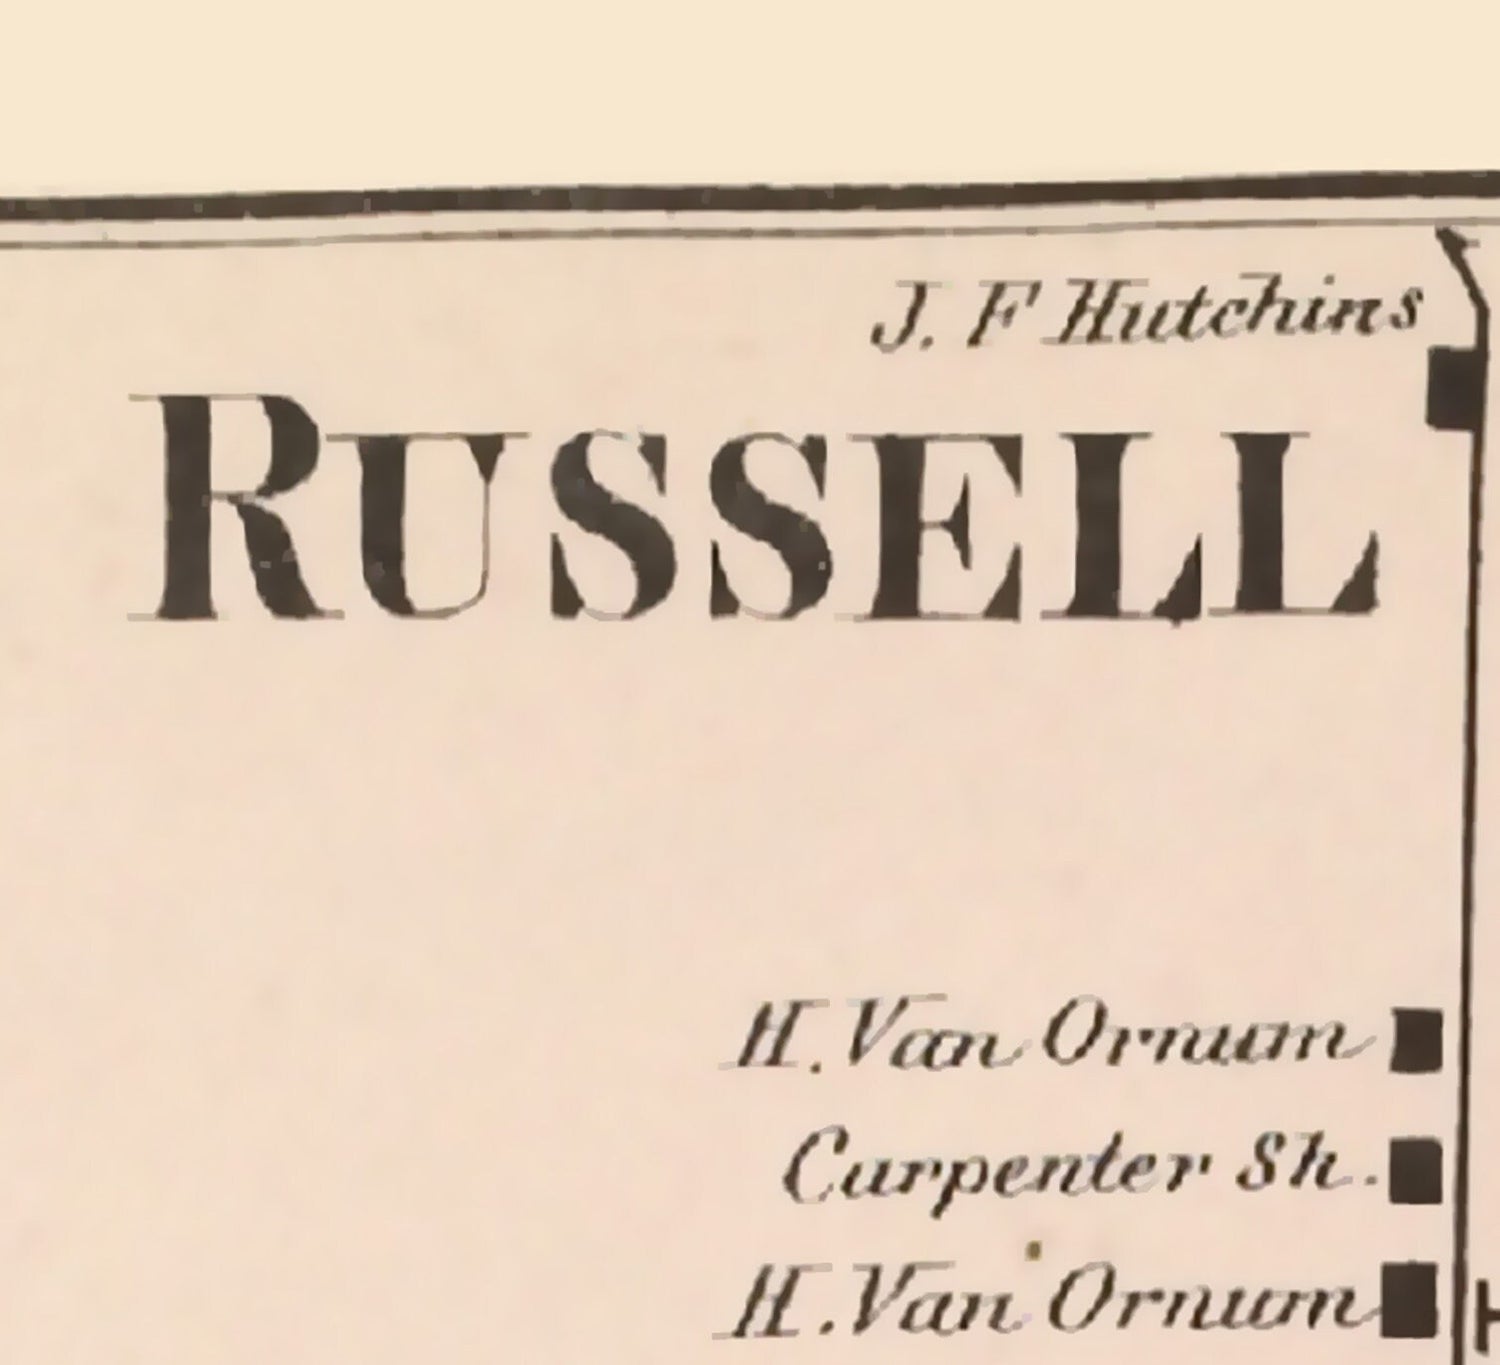 J. F Hutchins
RUSSELL
H. Van Ornum
Carpenter Sh.
H. Van Ornum